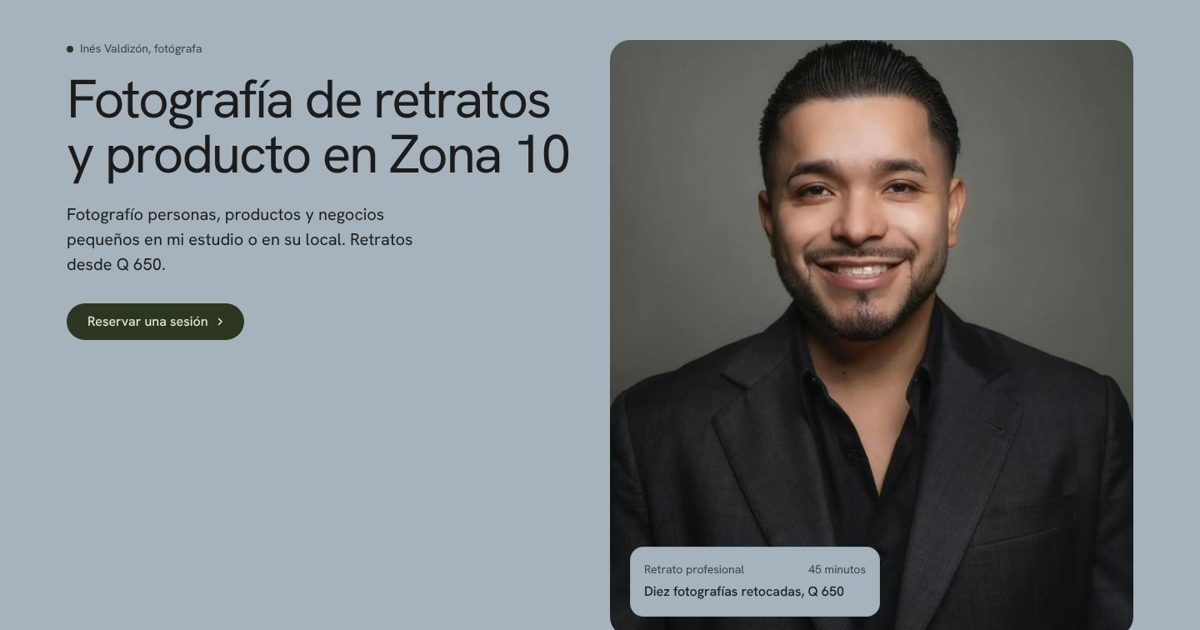 Inés Valdizón, fotógrafa
Fotografía de retratos
y producto en Zona 10
Fotografío personas, productos y negocios
pequeños en mi estudio o en su local. Retratos
desde Q 650.
Reservar una sesión
Retrato profesional 45 minutos
Diez fotografías retocadas, Q 650